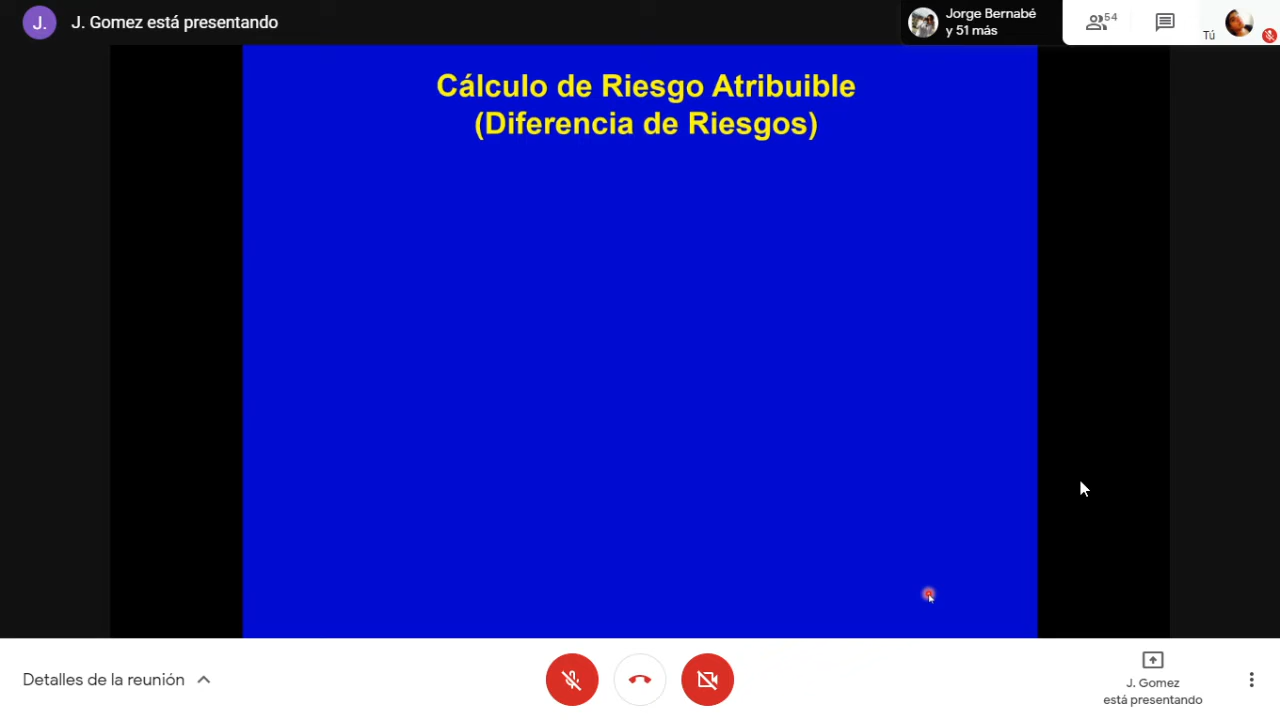 J.
J. Gomez está presentando
Jorge Bernabé
y 51 más
54
Tú
Cálculo de Riesgo Atribuible
(Diferencia de Riesgos)
Detalles de la reunión
J. Gomez
está presentando